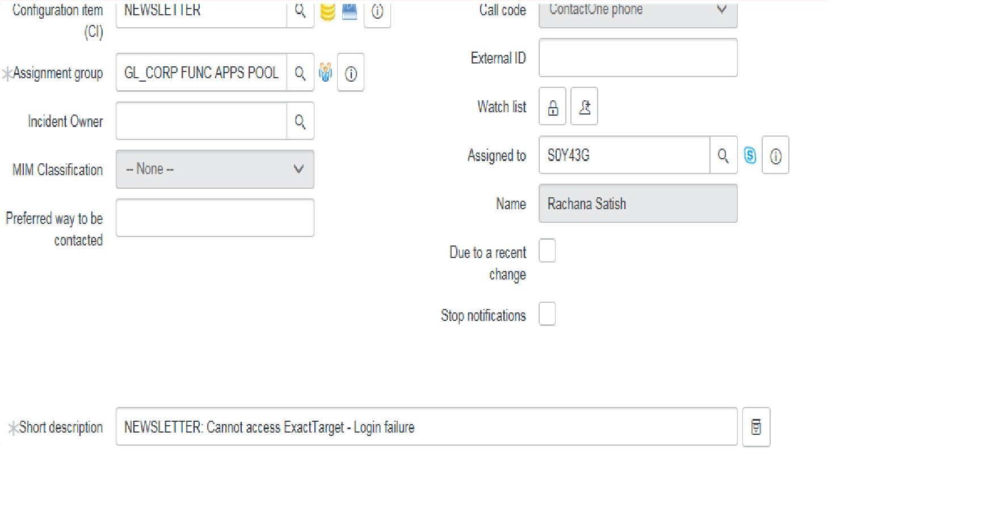 Configuration item
(CI)
NEWSLETTER
Assignment group
GL_CORP FUNC APPS POOL
Incident Owner
MIM Classification
-- None --
Preferred way to be
contacted
Call code
ContactOne phone
External ID
Watch list
Assigned to
S0Y43G
Name
Rachana Satish
Due to a recent
change
Stop notifications
Short description
NEWSLETTER: Cannot access ExactTarget - Login failure